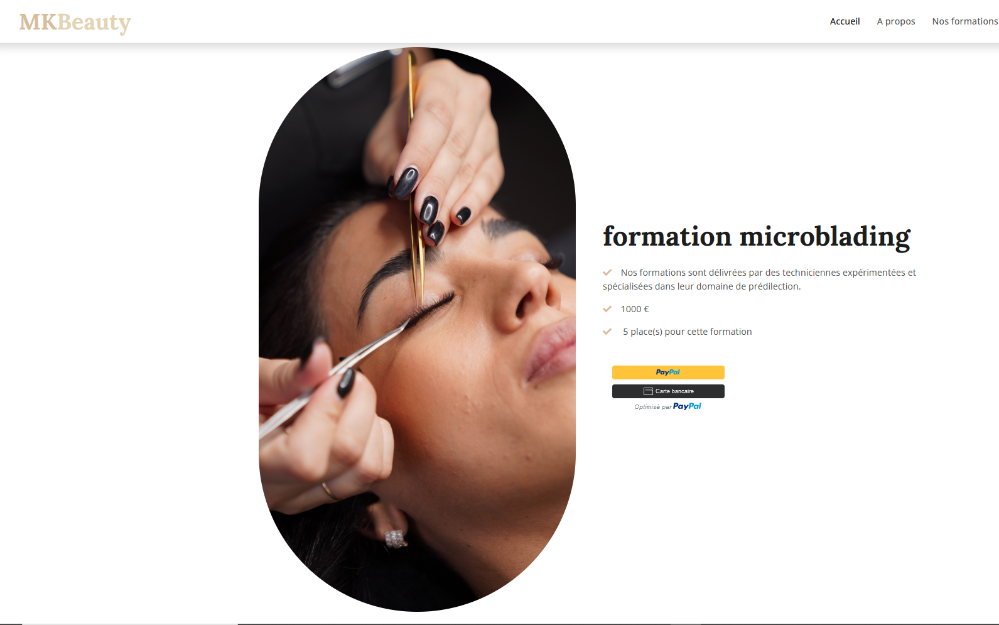 MKBeauty
Accueil A propos Nos formations
formation microblading
Nos formations sont délivrées par des techniciennes expérimentées et
spécialisées dans leur domaine de prédilection.
1000 €
5 place(s) pour cette formation
PayPal
Carte bancaire
Optimisé par PayPal